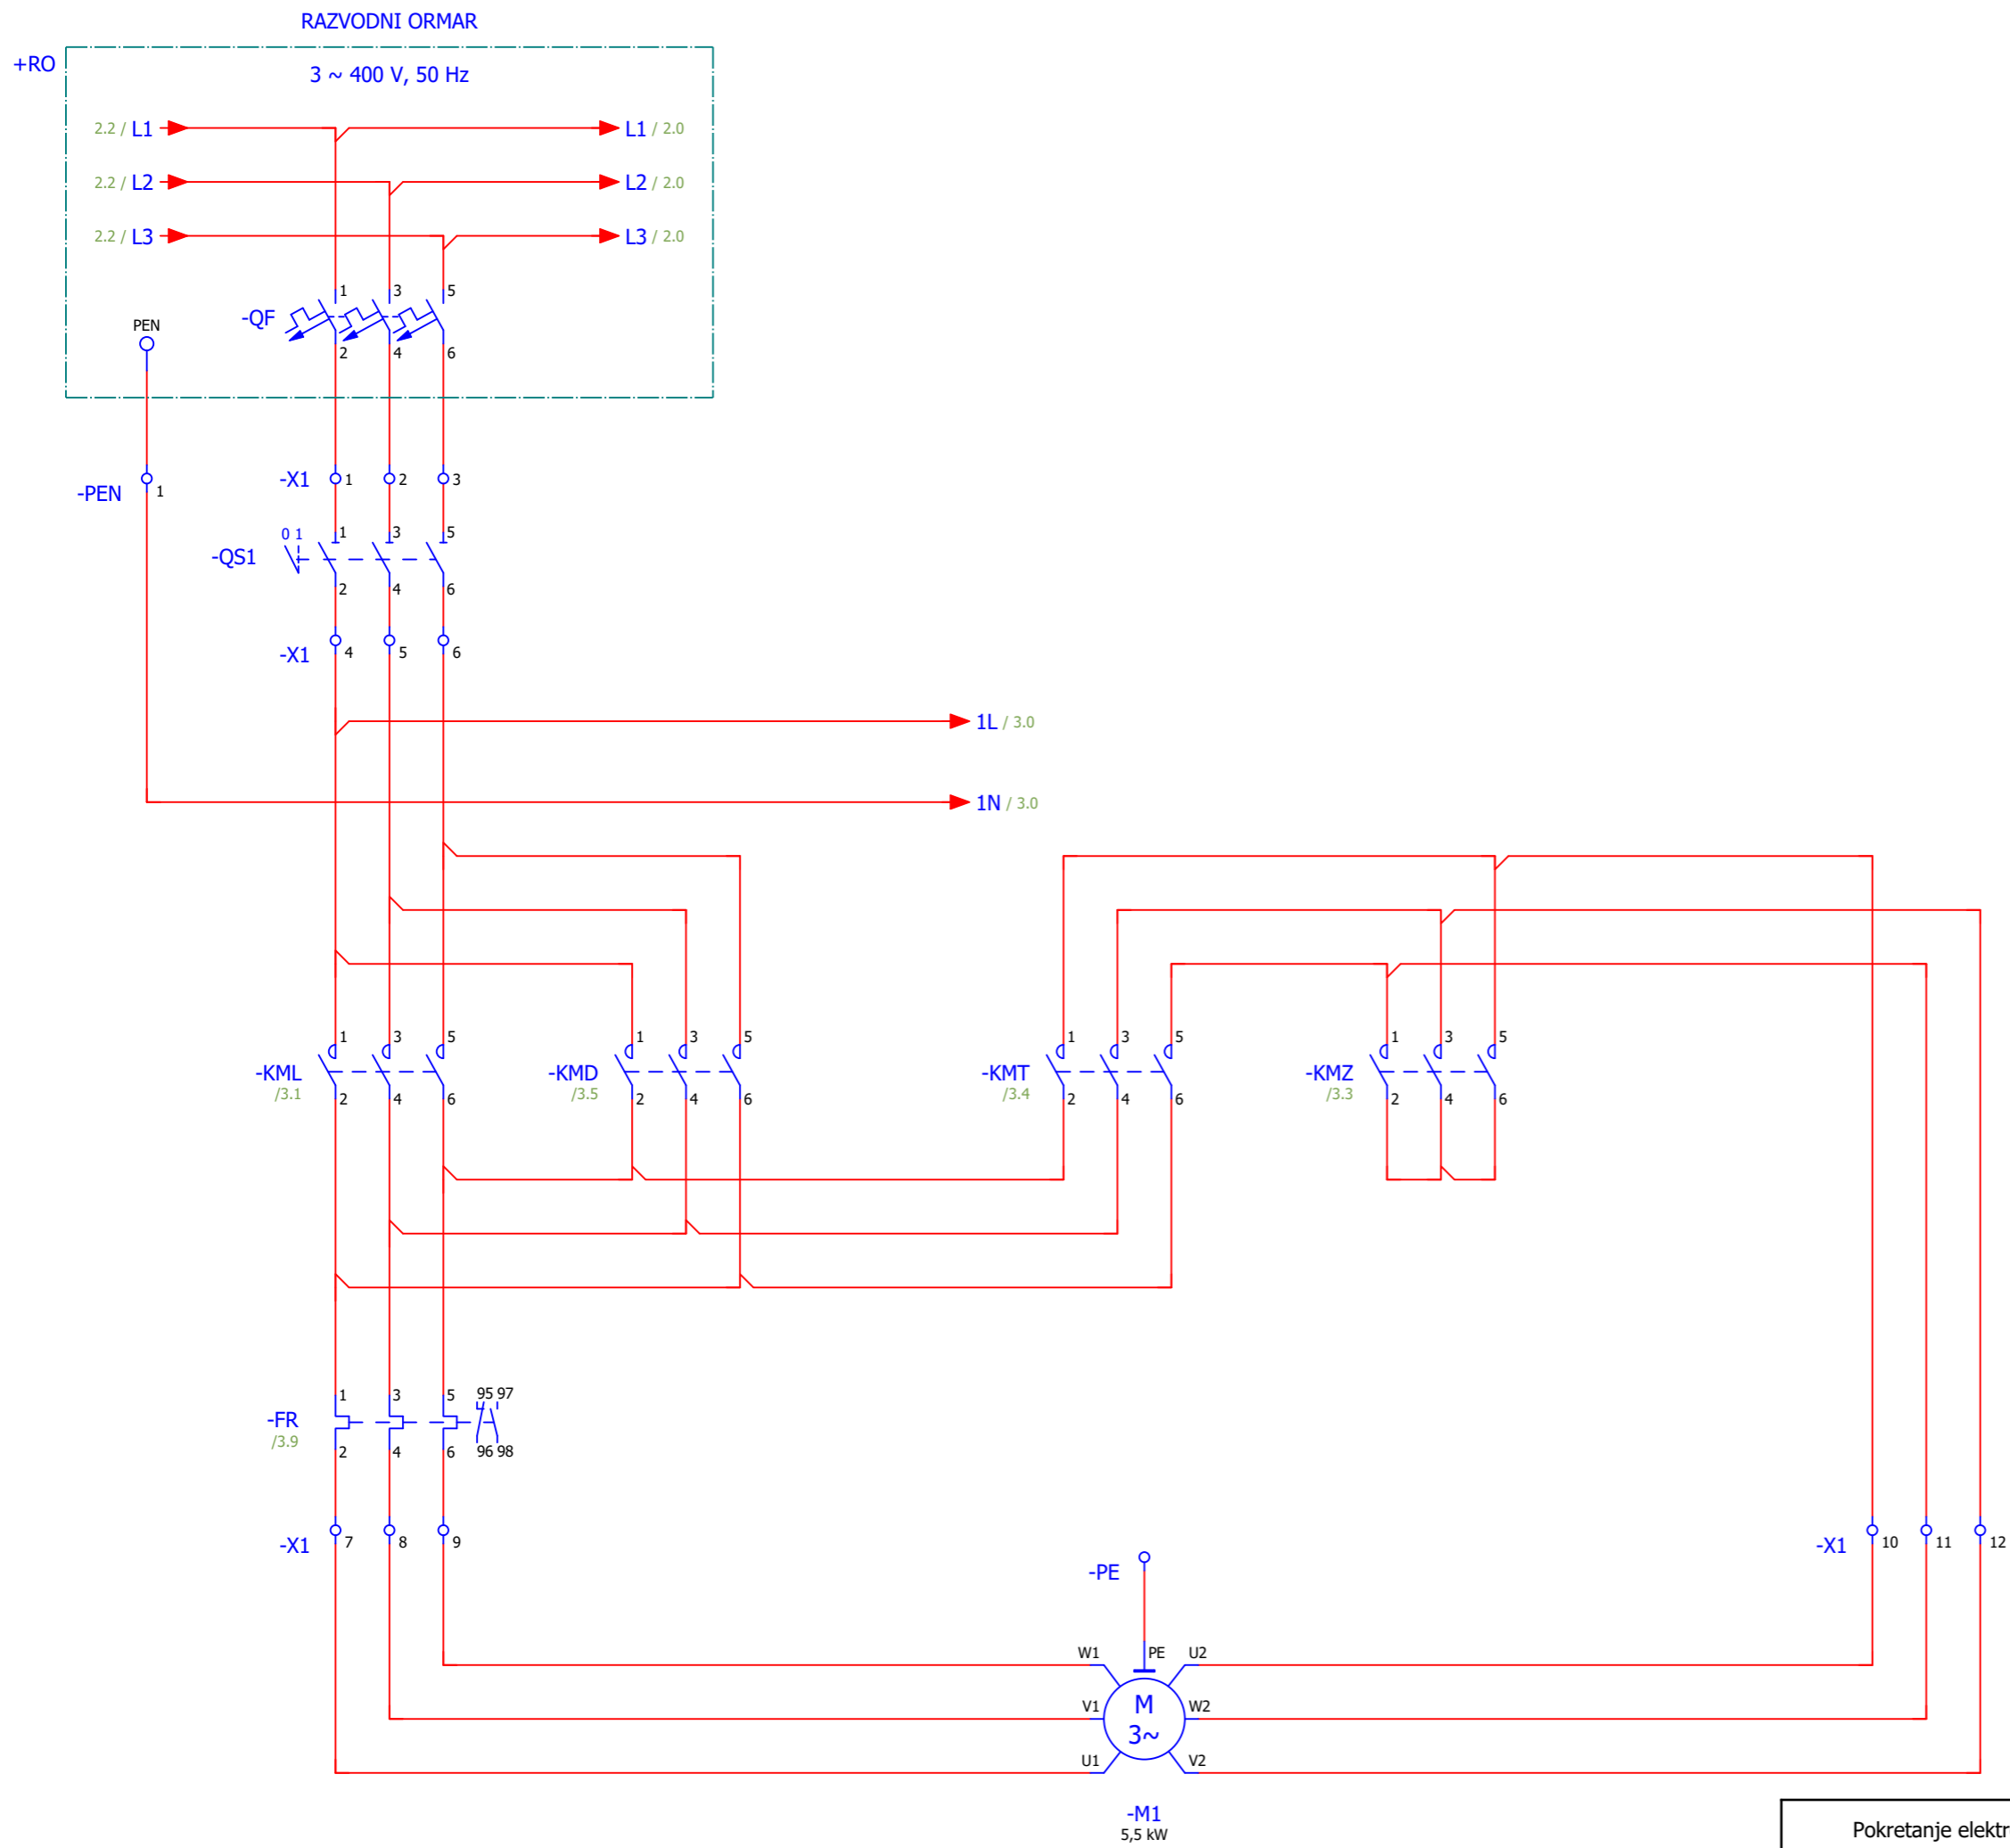 RAZVODNI ORMAR
+RO
3 ~ 400 V, 50 Hz
2.2 / L1 L1 / 2.0
2.2 / L2 L2 / 2.0
2.2 / L3 L3 / 2.0
1 3 5
-QF
PEN
2 4 6
-X1 1 2 3
-PEN 1
0 1 1 3 5
-QS1
2 4 6
-X1 4 5 6
1L / 3.0
1N / 3.0
1 3 5 1 3 5 1 3 5 1 3 5
-KML -KMD -KMT -KMZ
/3.1 /3.5 /3.4 /3.3
2 4 6 2 4 6 2 4 6 2 4 6
1 3 5 95 97
-FR
/3.9
2 4 6 96 98
-X1 7 8 9 -X1 10 11 12
-PE
W1 PE U2
V1 M W2
3~
U1 V2
-M1
5,5 kW
Pokretanje elektr